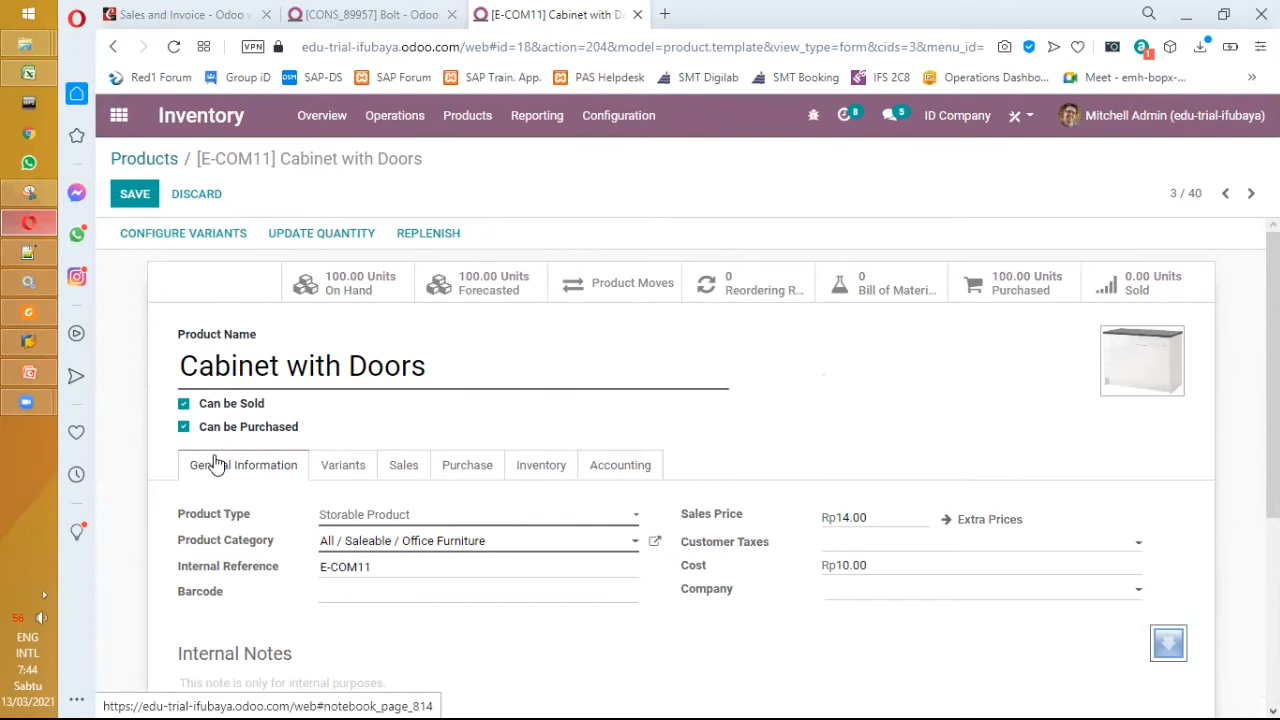 Sales and Invoice - Odoo v
[CONS_89957] Bolt - Odoo
[E-COM11] Cabinet with Do
VPN
edu-trial-ifubaya.odoo.com/web#id=18&action=204&model=product.template&view_type=form&cids=3&menu_id=
1
Red1 Forum
Group iD
SAP-DS
SAP Forum
SAP Train. App.
PAS Helpdesk
SMT Digilab
SMT Booking
IFS 2C8
Operations Dashbo...
Meet - emh-bopx-...
Inventory
Overview
Operations
Products
Reporting
Configuration
8
5
ID Company
Mitchell Admin (edu-trial-ifubaya)
Products / [E-COM11] Cabinet with Doors
SAVE
DISCARD
3 / 40
CONFIGURE VARIANTS
UPDATE QUANTITY
REPLENISH
100.00 Units
On Hand
100.00 Units
Forecasted
Product Moves
0
Reordering R...
0
Bill of Materi...
100.00 Units
Purchased
0.00 Units
Sold
Product Name
Cabinet with Doors
Can be Sold
Can be Purchased
General Information
Variants
Sales
Purchase
Inventory
Accounting
Product Type
Storable Product
Sales Price
Rp14.00
Extra Prices
Product Category
All / Saleable / Office Furniture
Customer Taxes
Internal Reference
E-COM11
Cost
Rp10.00
Barcode
Company
Internal Notes
This note is only for internal purposes.
https://edu-trial-ifubaya.odoo.com/web#notebook_page_814
56
ENG
INTL
7:44
Sabtu
13/03/2021